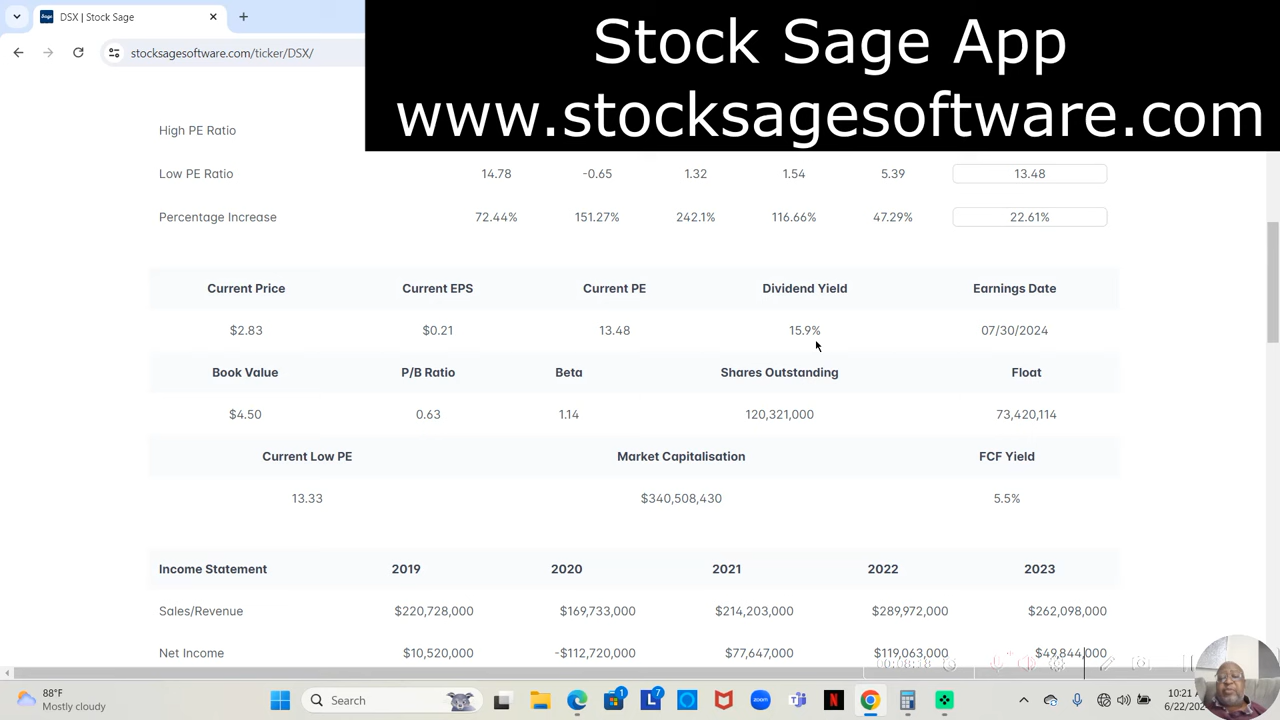 DSX | Stock Sage
Stock Sage App
stocksagesoftware.com/ticker/DSX/
www.stocksagesoftware.com
High PE Ratio
Low PE Ratio 14.78 -0.65 1.32 1.54 5.39 13.48
Percentage Increase 72.44% 151.27% 242.1% 116.66% 47.29% 22.61%
Current Price Current EPS Current PE Dividend Yield Earnings Date
$2.83 $0.21 13.48 15.9% 07/30/2024
Book Value P/B Ratio Beta Shares Outstanding Float
$4.50 0.63 1.14 120,321,000 73,420,114
Current Low PE Market Capitalisation FCF Yield
13.33 $340,508,430 5.5%
Income Statement 2019 2020 2021 2022 2023
Sales/Revenue $220,728,000 $169,733,000 $214,203,000 $289,972,000 $262,098,000
Net Income $10,520,000 -$112,720,000 $77,647,000 $119,063,000 $49,844,000
88°F
Mostly cloudy
Search
1
7
zoom
10:21
6/22